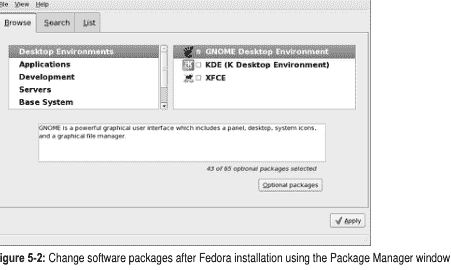 ile View Help
Browse Search List
Desktop Environments
Applications
Development
Servers
Base System
GNOME Desktop Environment
KDE (K Desktop Environment)
XFCE
GNOME is a powerful graphical user interface which includes a panel, desktop, system icons,
and a graphical file manager.
43 of 65 optional packages selected
Optional packages
Apply
igure 5-2: Change software packages after Fedora installation using the Package Manager window